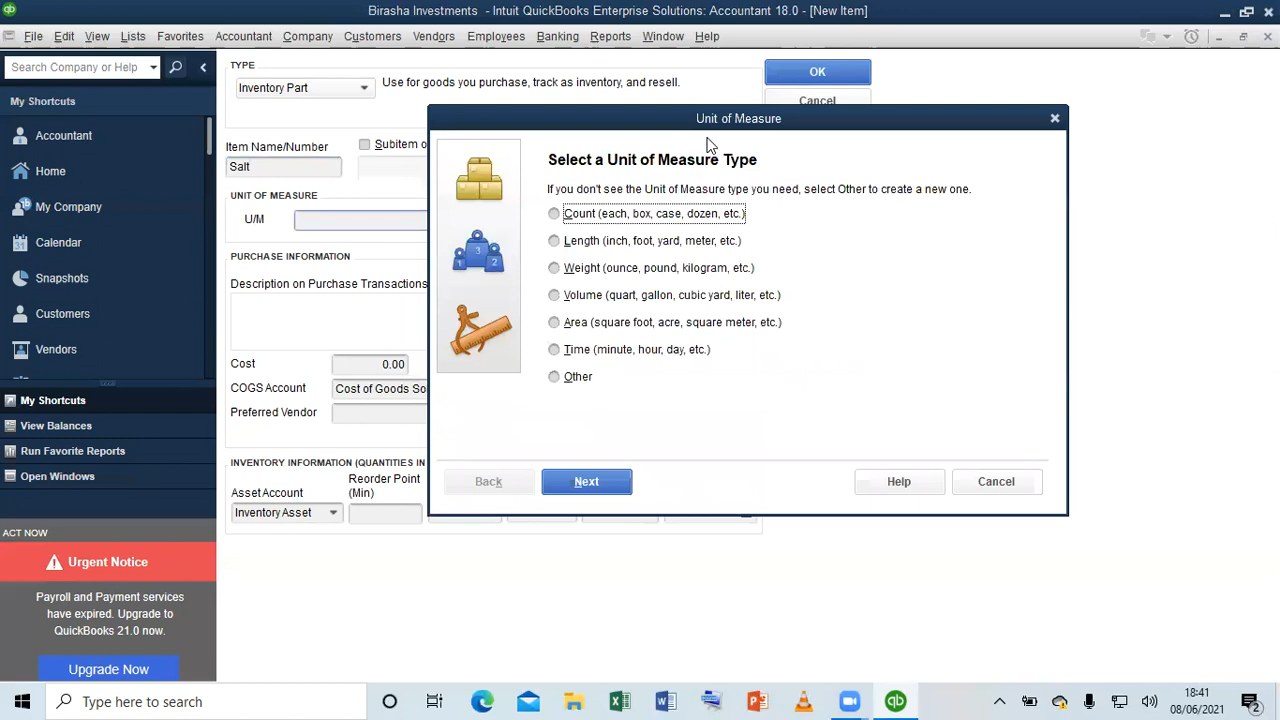 Birasha Investments - Intuit QuickBooks Enterprise Solutions: Accountant 18.0 - [New Item]
File Edit View Lists Favorites Accountant Company Customers Vendors Employees Banking Reports Window Help
Search Company or Help
My Shortcuts
Accountant
Home
My Company
Calendar
Snapshots
Customers
Vendors
My Shortcuts
View Balances
Run Favorite Reports
Open Windows
ACT NOW
Urgent Notice
Payroll and Payment services
have expired. Upgrade to
QuickBooks 21.0 now.
Upgrade Now
TYPE
Inventory Part
Use for goods you purchase, track as inventory, and resell.
OK
Cancel
Item Name/Number
Subitem o
Salt
UNIT OF MEASURE
U/M
PURCHASE INFORMATION
Description on Purchase Transactions
Cost 0.00
COGS Account Cost of Goods So
Preferred Vendor
INVENTORY INFORMATION (QUANTITIES IN
Asset Account
Reorder Point
(Min)
Inventory Asset
Unit of Measure
Select a Unit of Measure Type
If you don't see the Unit of Measure type you need, select Other to create a new one.
Count (each, box, case, dozen, etc.)
Length (inch, foot, yard, meter, etc.)
Weight (ounce, pound, kilogram, etc.)
Volume (quart, gallon, cubic yard, liter, etc.)
Area (square foot, acre, square meter, etc.)
Time (minute, hour, day, etc.)
Other
3
1 2
Back
Next
Help
Cancel
Type here to search
18:41
08/06/2021
2